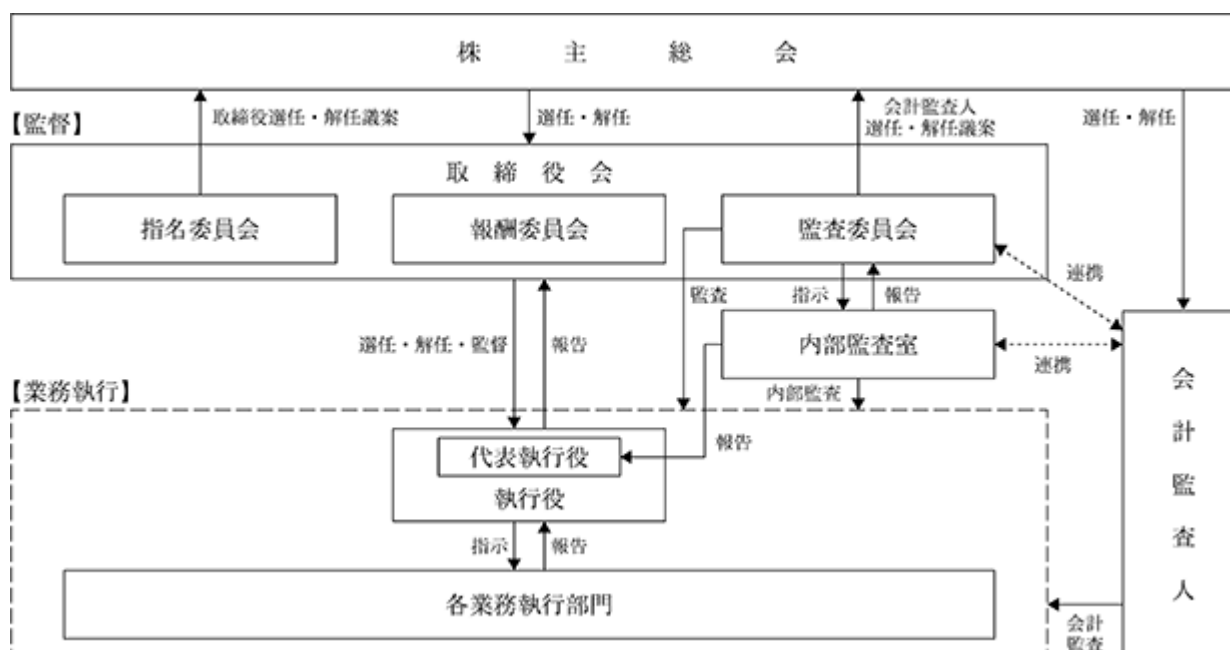 株主総会
取締役選任・解任議案
選任・解任
会計監査人
選任・解任議案
選任・解任
【監督】
取締役会
指名委員会
報酬委員会
監査委員会
連携
監査
指示
報告
選任・解任・監督
報告
内部監査室
連携
【業務執行】
内部監査
会計監査人
代表執行役
報告
執行役
指示
報告
各業務執行部門
会計
監査